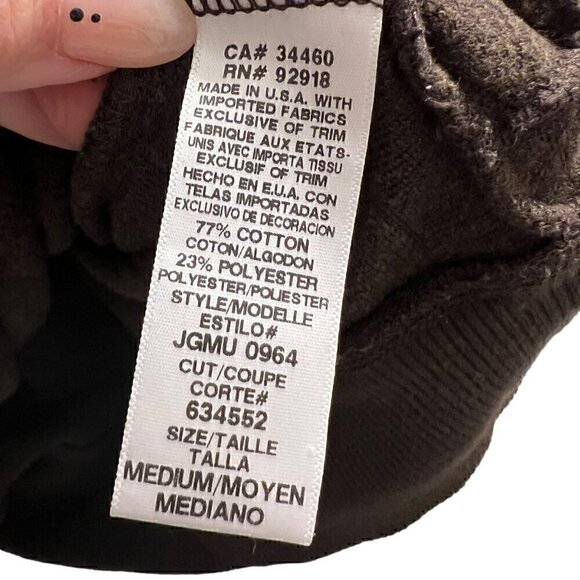 CA# 34460
RN# 92918
MADE IN U.S.A. WITH
IMPORTED FABRICS
EXCLUSIVE OF TRIM
FABRIQUE AUX ETATS-
UNIS AVEC IMPORTA TISSU
EXCLUSIF OF TRIM
HECHO EN E.U.A. CON
TELAS IMPORTADAS
EXCLUSIVO DE DECORACION
77% COTTON
COTON/ALGODON
23% POLYESTER
POLYESTER/POLIESTER
STYLE/MODELLE
ESTILO#
JGMU 0964
CUT/COUPE
CORTE#
634552
SIZE/TAILLE
TALLA
MEDIUM/MOYEN
MEDIANO